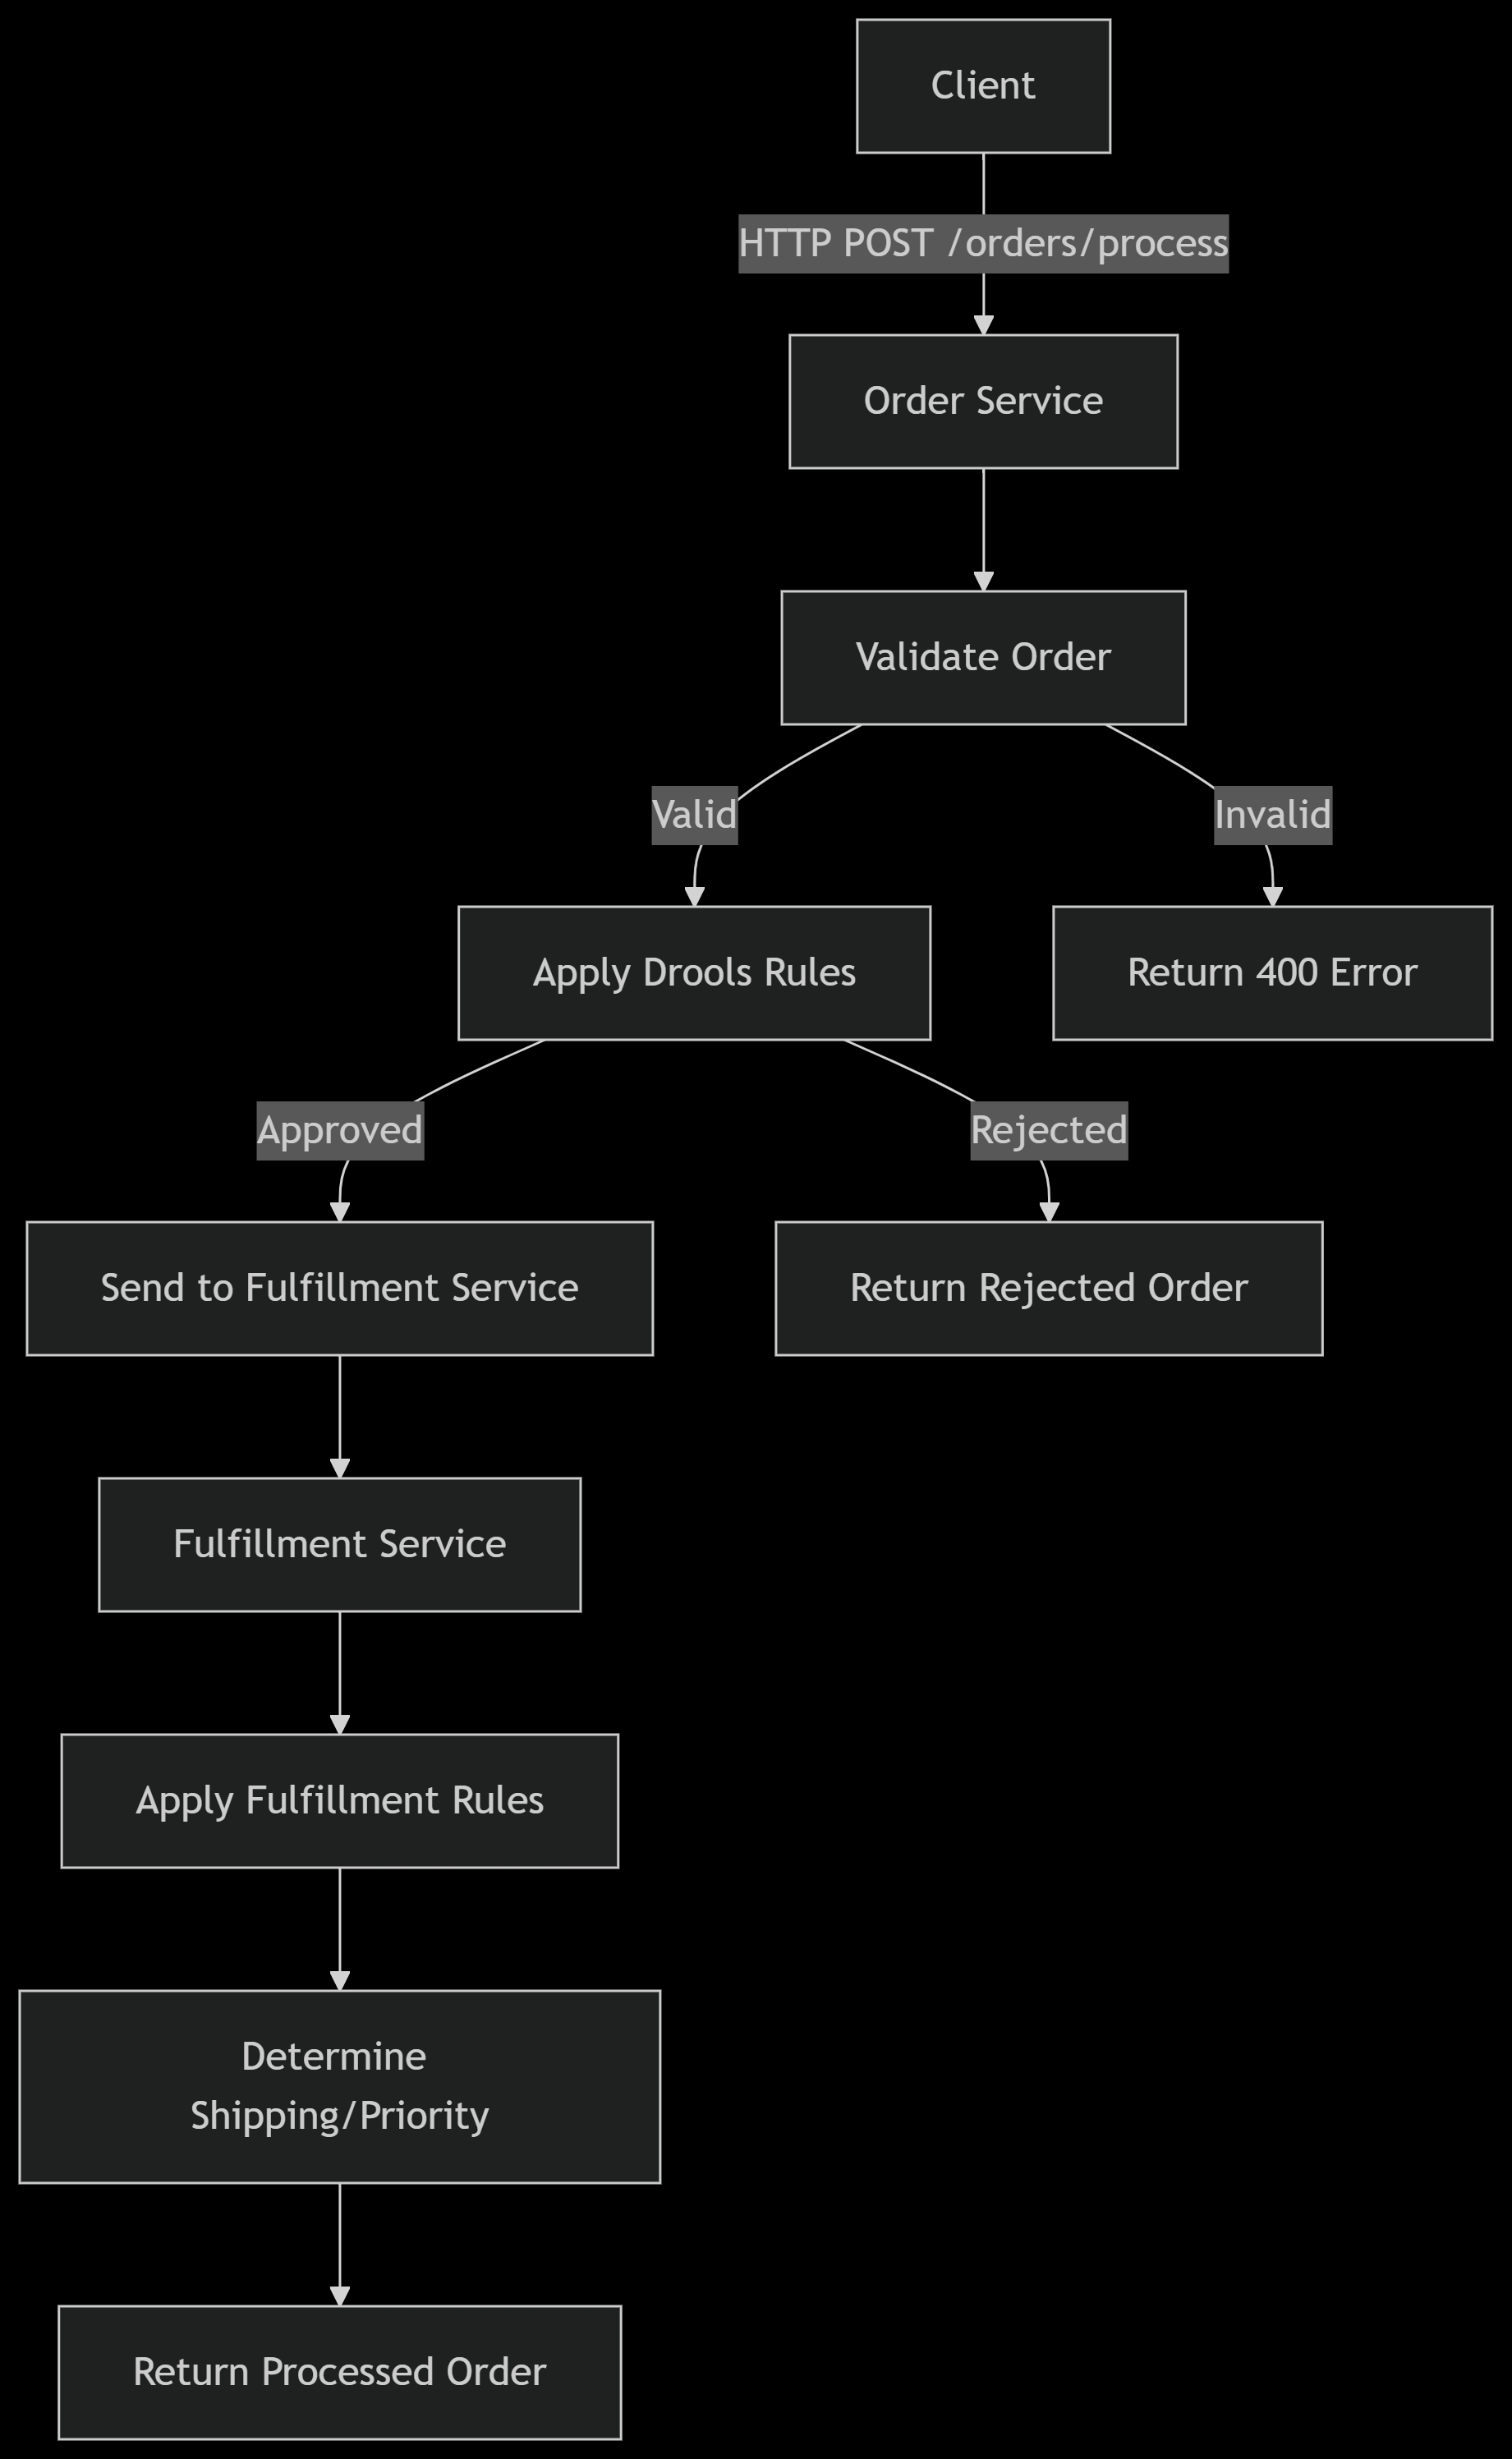 Client
HTTP POST /orders/process
Order Service
Validate Order
Valid
Invalid
Apply Drools Rules
Return 400 Error
Approved
Rejected
Send to Fulfillment Service
Return Rejected Order
Fulfillment Service
Apply Fulfillment Rules
Determine
Shipping/Priority
Return Processed Order